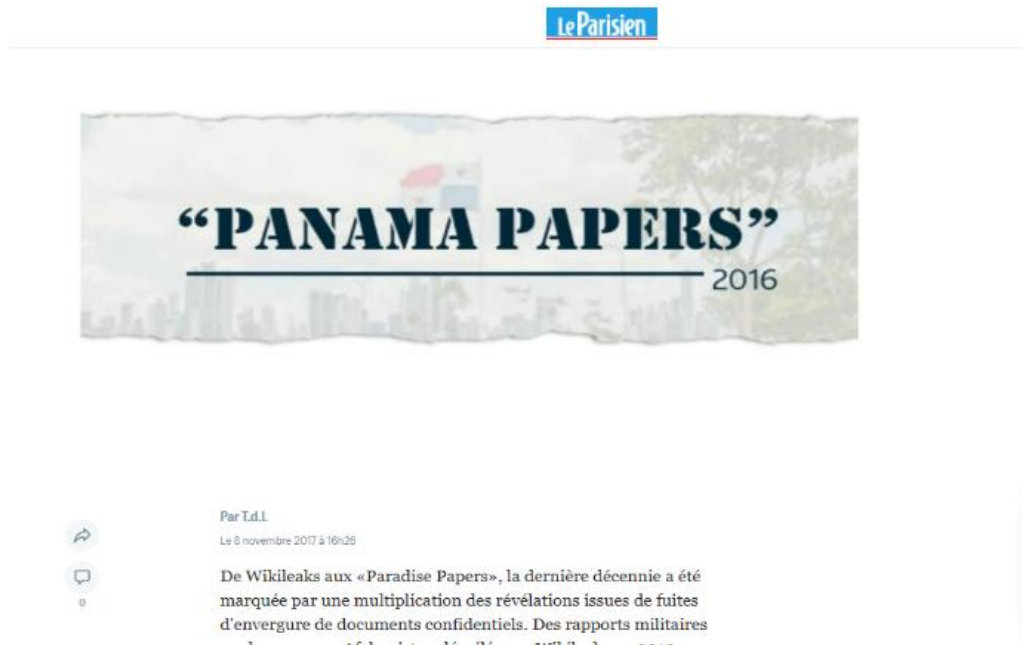 Le Parisien
“PANAMA PAPERS”
2016
Par T.d.L
Le 8 novembre 2017 à 16h26
0
De Wikileaks aux «Paradise Papers», la dernière décennie a été
marquée par une multiplication des révélations issues de fuites
d'envergure de documents confidentiels. Des rapports militaires